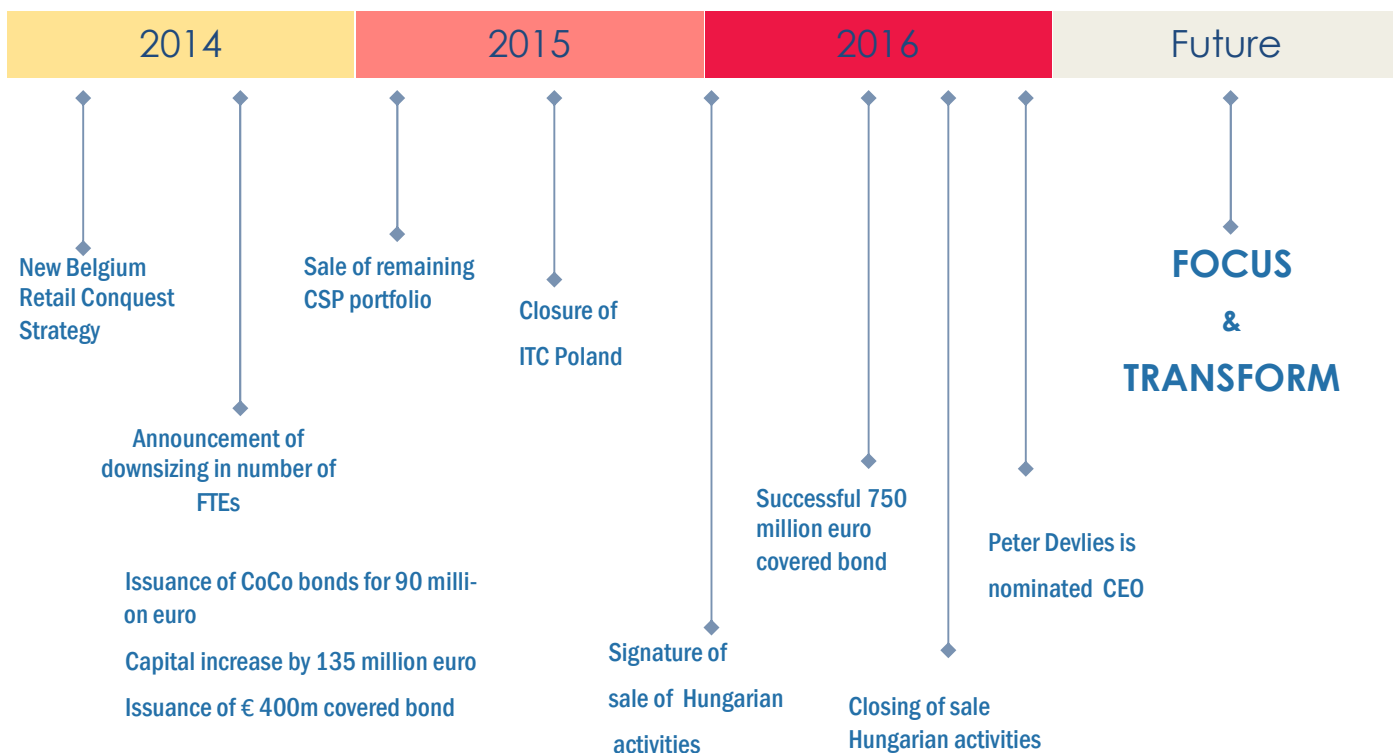 2014
2015
2016
Future
New Belgium
Retail Conquest
Strategy
Announcement of
downsizing in number of
FTEs
Issuance of CoCo bonds for 90 milli-
on euro
Capital increase by 135 million euro
Issuance of € 400m covered bond
Sale of remaining
CSP portfolio
Closure of
ITC Poland
Signature of
sale of Hungarian
activities
Successful 750
million euro
covered bond
Closing of sale
Hungarian activities
Peter Devlies is
nominated CEO
FOCUS
&
TRANSFORM